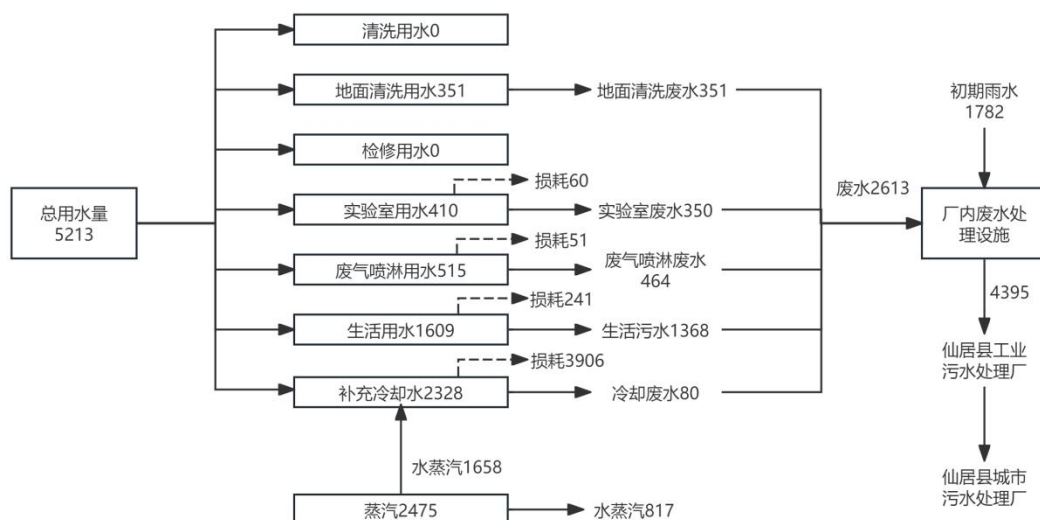 清洗用水0
地面清洗用水351
地面清洗废水351
初期雨水
1782
检修用水0
损耗60
总用水量
5213
实验室用水410
实验室废水350
废水2613
厂内废水处
理设施
损耗51
废气喷淋用水515
废气喷淋废水
464
损耗241
4395
生活用水1609
生活污水1368
仙居县工业
污水处理厂
损耗3906
补充冷却水2328
冷却废水80
水蒸汽1658
仙居县城市
污水处理厂
蒸汽2475
水蒸汽817